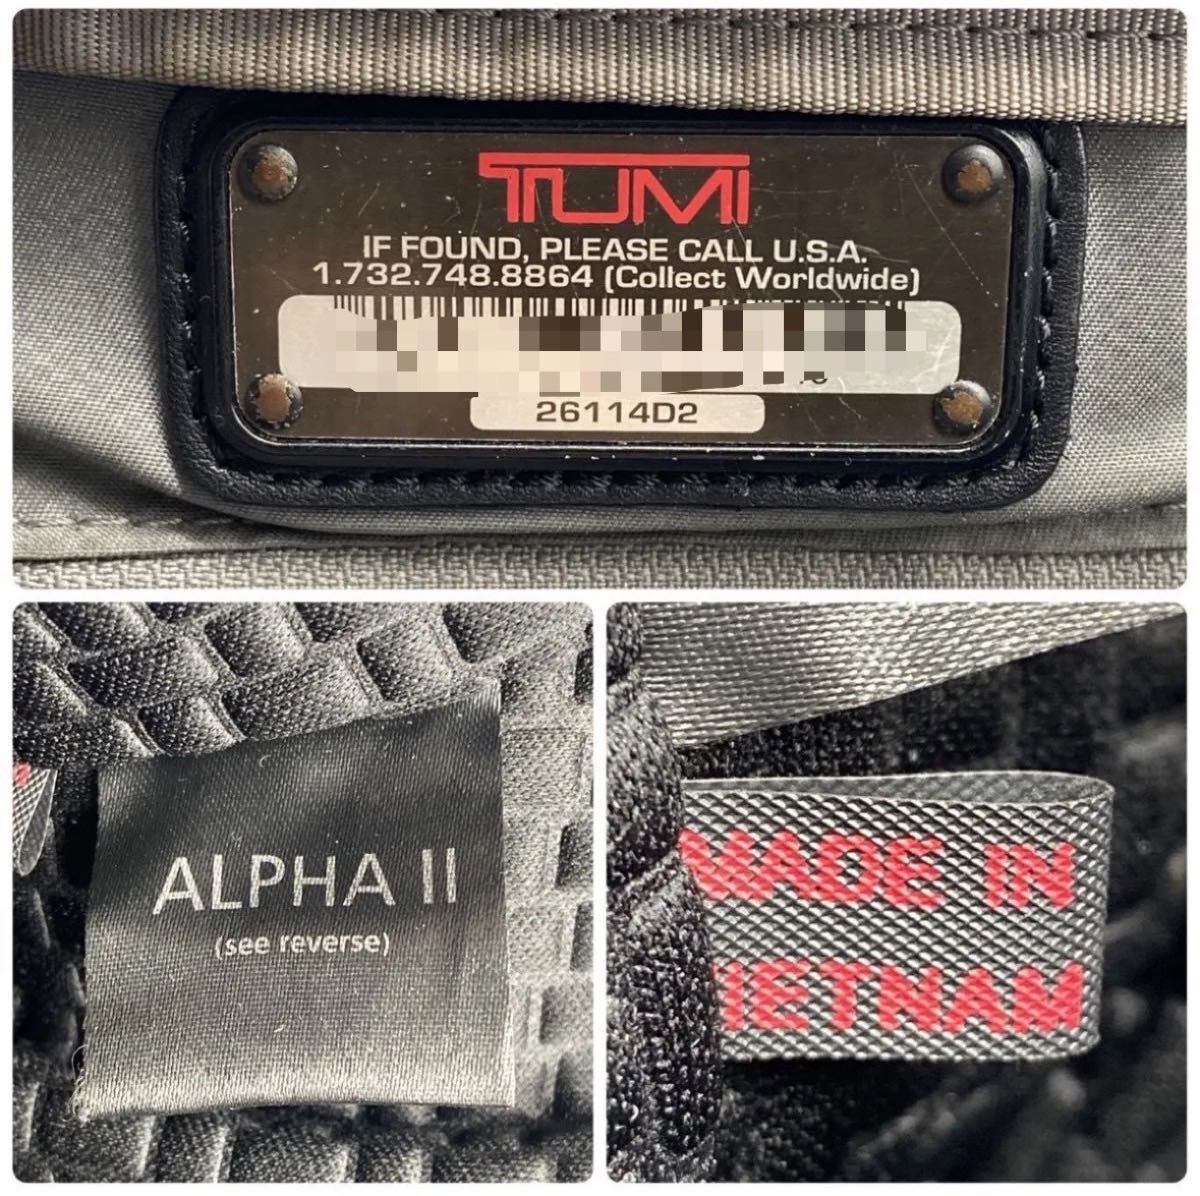 TUMI
IF FOUND, PLEASE CALL U.S.A.
1.732.748.8864 (Collect Worldwide)
26114D2
ALPHA II
(see reverse)
MADE IN
VIETNAM